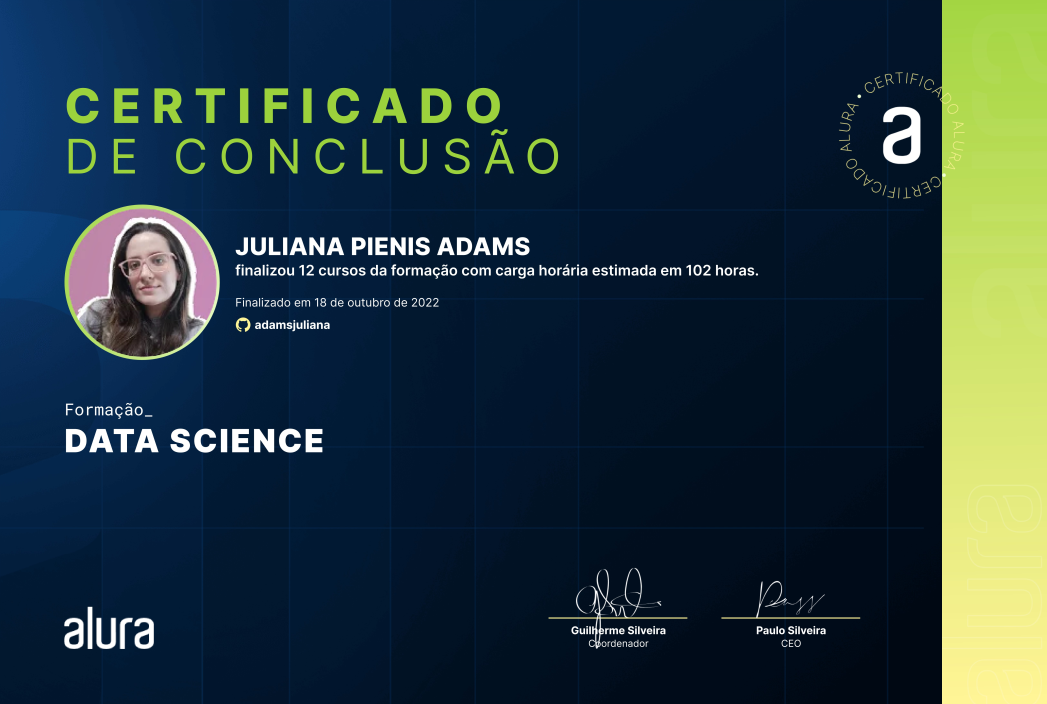 CERTIFICADO
DE CONCLUSÃO
CERTIFICADO ALURA • CERTIFICADO ALURA •
a
JULIANA PIENIS ADAMS
finalizou 12 cursos da formação com carga horária estimada em 102 horas.
Finalizado em 18 de outubro de 2022
adamsjuliana
Formação_
DATA SCIENCE
alura
Guilherme Silveira
Coordenador
Paulo Silveira
CEO
alura
alura